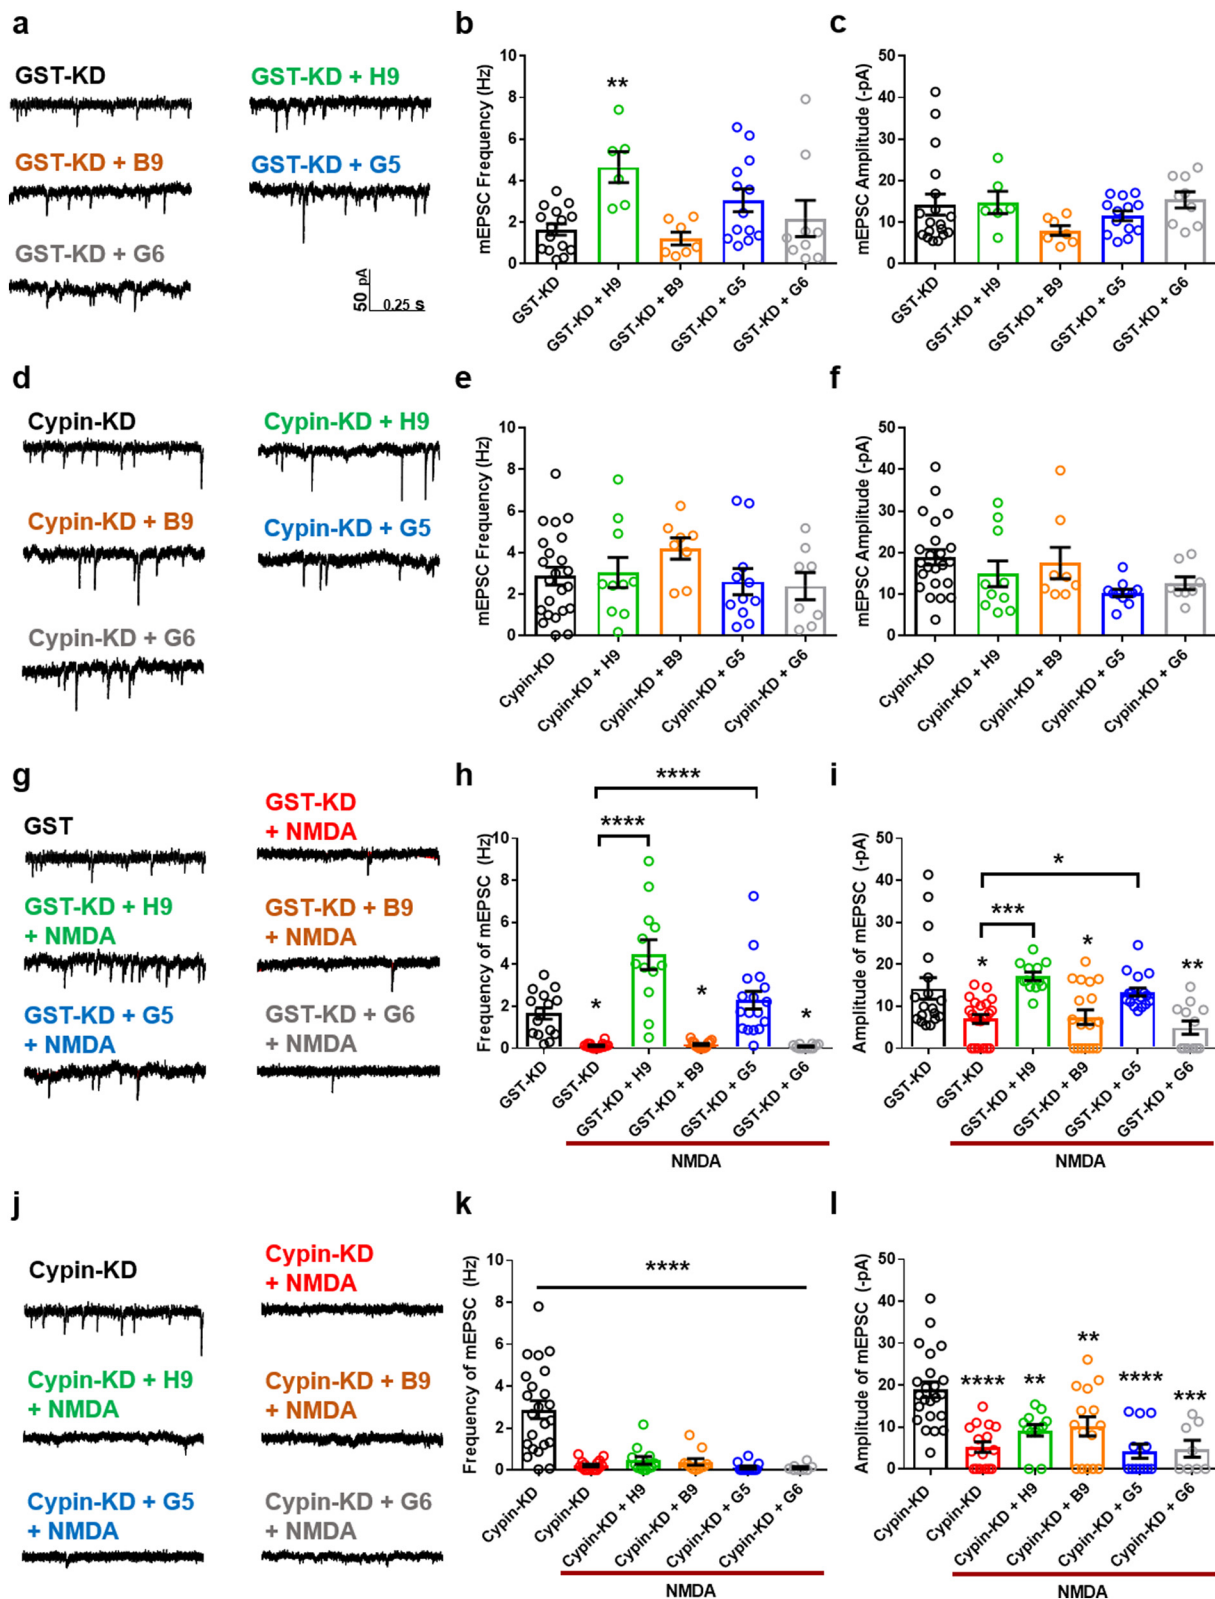 a
GST-KD
GST-KD + H9
GST-KD + B9
GST-KD + G5
GST-KD + G6
50 pA
0.25 s
b
mEPSC Frequency (Hz)
10
8
6
4
2
0
**
GST-KD
GST-KD + H9
GST-KD + B9
GST-KD + G5
GST-KD + G6
c
mEPSC Amplitude (-pA)
50
40
30
20
10
0
GST-KD
GST-KD + H9
GST-KD + B9
GST-KD + G5
GST-KD + G6
d
Cypin-KD
Cypin-KD + H9
Cypin-KD + B9
Cypin-KD + G5
Cypin-KD + G6
e
mEPSC Frequency (Hz)
10
8
6
4
2
0
Cypin-KD
Cypin-KD + H9
Cypin-KD + B9
Cypin-KD + G5
Cypin-KD + G6
f
mEPSC Amplitude (-pA)
50
40
30
20
10
0
Cypin-KD
Cypin-KD + H9
Cypin-KD + B9
Cypin-KD + G5
Cypin-KD + G6
g
GST
GST-KD
+ NMDA
GST-KD + H9
+ NMDA
GST-KD + B9
+ NMDA
GST-KD + G5
+ NMDA
GST-KD + G6
+ NMDA
h
Frequency of mEPSC (Hz)
10
8
6
4
2
0
****
****
*
*
*
GST-KD
GST-KD
GST-KD + H9
GST-KD + B9
GST-KD + G5
GST-KD + G6
NMDA
i
Amplitude of mEPSC (-pA)
50
40
30
20
10
0
*
***
*
*
**
GST-KD
GST-KD
GST-KD + H9
GST-KD + B9
GST-KD + G5
GST-KD + G6
NMDA
j
Cypin-KD
Cypin-KD
+ NMDA
Cypin-KD + H9
+ NMDA
Cypin-KD + B9
+ NMDA
Cypin-KD + G5
+ NMDA
Cypin-KD + G6
+ NMDA
k
Frequency of mEPSC (Hz)
10
8
6
4
2
0
****
Cypin-KD
Cypin-KD
Cypin-KD + H9
Cypin-KD + B9
Cypin-KD + G5
Cypin-KD + G6
NMDA
l
Amplitude of mEPSC (-pA)
50
40
30
20
10
0
****
**
**
****
***
Cypin-KD
Cypin-KD
Cypin-KD + H9
Cypin-KD + B9
Cypin-KD + G5
Cypin-KD + G6
NMDA